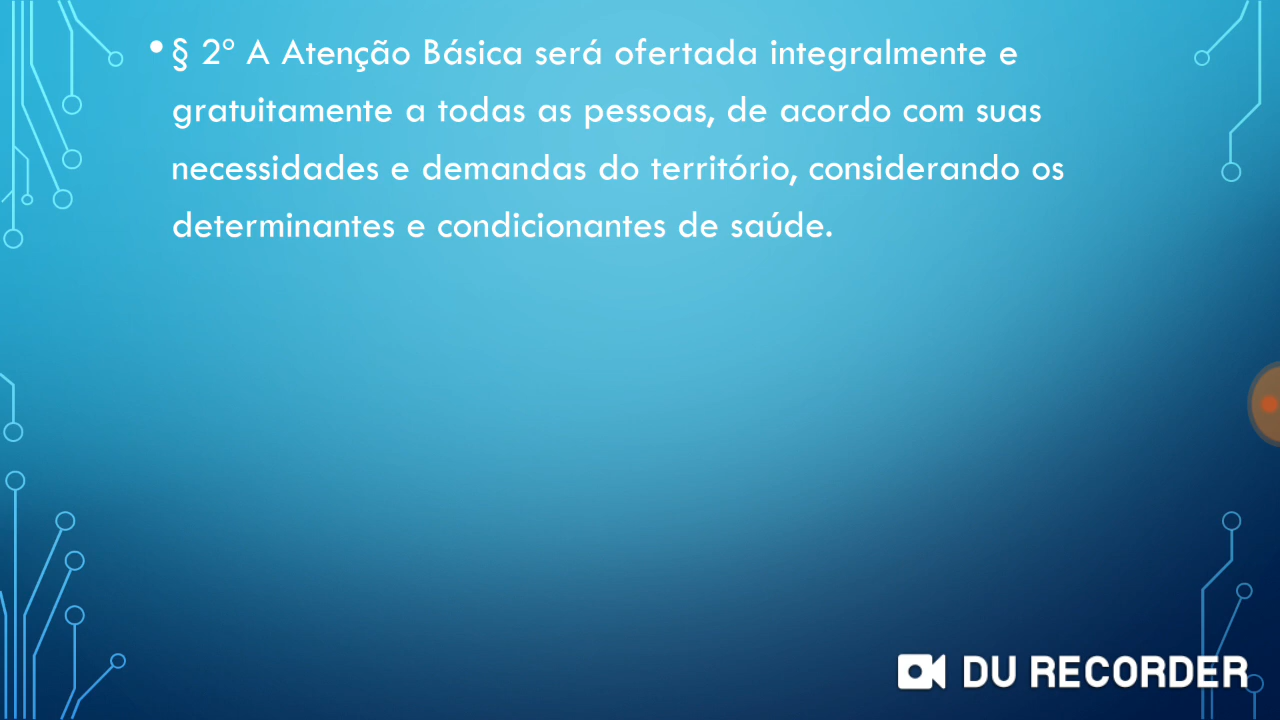 • § 2º A Atenção Básica será ofertada integralmente e
gratuitamente a todas as pessoas, de acordo com suas
necessidades e demandas do território, considerando os
determinantes e condicionantes de saúde.
DU RECORDER